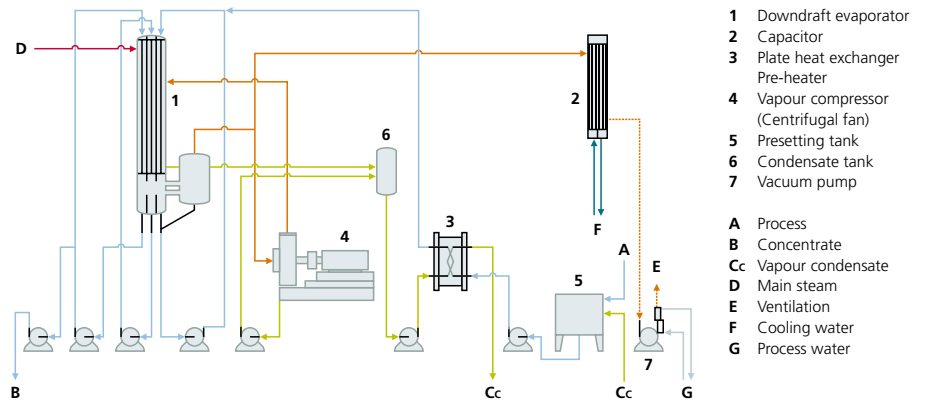 D
1
2
6
3
4
5
A
E
F
7
B
Cc
Cc
G
1 Downdraft evaporator
2 Capacitor
3 Plate heat exchanger
Pre-heater
4 Vapour compressor
(Centrifugal fan)
5 Presetting tank
6 Condensate tank
7 Vacuum pump
A Process
B Concentrate
Cc Vapour condensate
D Main steam
E Ventilation
F Cooling water
G Process water